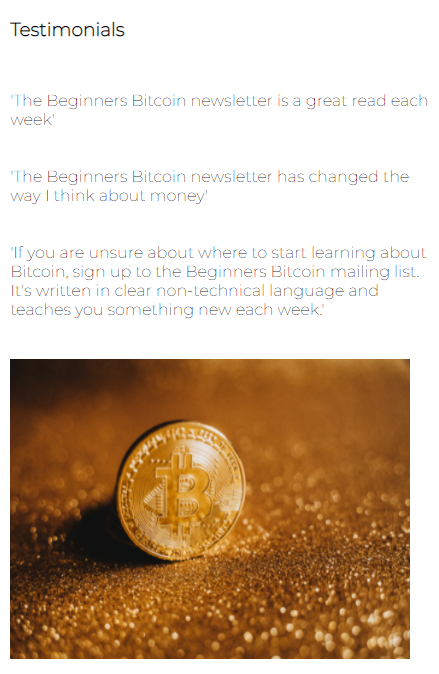 Testimonials
'The Beginners Bitcoin newsletter is a great read each
week'
'The Beginners Bitcoin newsletter has changed the
way I think about money'
'If you are unsure about where to start learning about
Bitcoin, sign up to the Beginners Bitcoin mailing list.
It's written in clear non-technical language and
teaches you something new each week.'